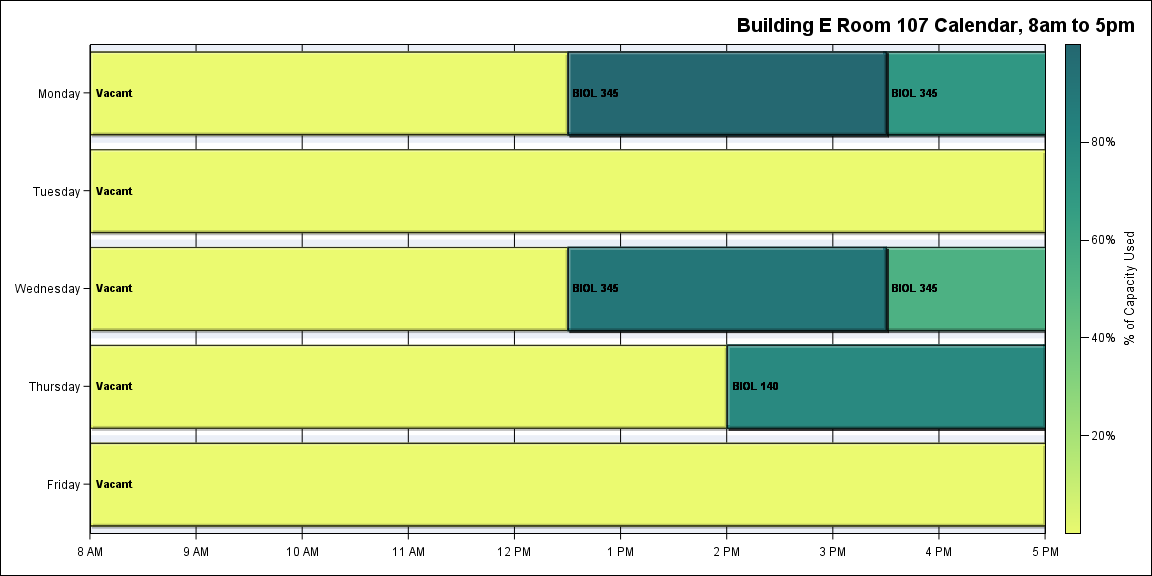 Building E Room 107 Calendar, 8am to 5pm
Monday
Vacant
BIOL 345
BIOL 345
Tuesday
Vacant
Wednesday
Vacant
BIOL 345
BIOL 345
Thursday
Vacant
BIOL 140
Friday
Vacant
8 AM
9 AM
10 AM
11 AM
12 PM
1 PM
2 PM
3 PM
4 PM
5 PM
80%
60%
40%
20%
% of Capacity Used